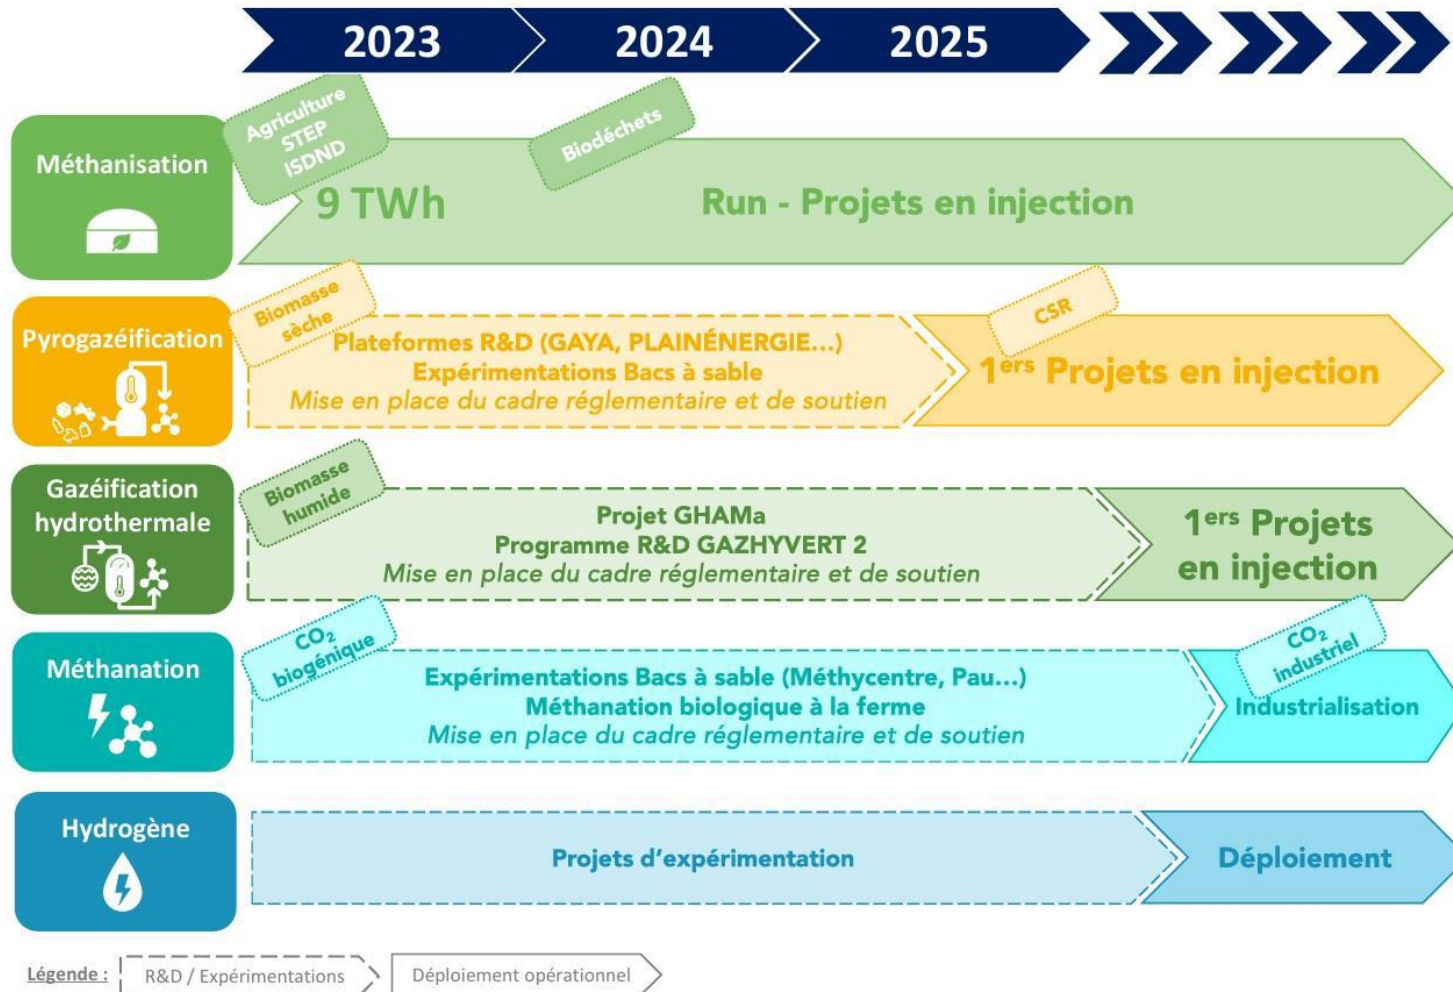 2023
2024
2025
Méthanisation
Agriculture
STEP
ISDND
Biodéchets
9 TWh
Run - Projets en injection
Pyrogazéification
Biomasse
sèche
Plateformes R&D (GAYA, PLAINÉNERGIE...)
Expérimentations Bacs à sable
Mise en place du cadre réglementaire et de soutien
CSR
1ers Projets en injection
Gazéification
hydrothermale
Biomasse
humide
Projet GHAMa
Programme R&D GAZHYVERT 2
Mise en place du cadre réglementaire et de soutien
1ers Projets
en injection
Méthanation
CO2
biogénique
Expérimentations Bacs à sable (Méthycentre, Pau...)
Méthanation biologique à la ferme
Mise en place du cadre réglementaire et de soutien
CO2
industriel
Industrialisation
Hydrogène
Projets d'expérimentation
Déploiement
Légende :
R&D / Expérimentations
Déploiement opérationnel